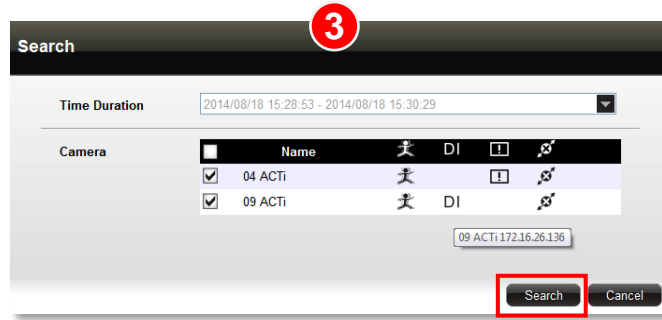 3
Search
Time Duration 2014/08/18 15:28:53 - 2014/08/18 15:30:29
Camera Name DI
04 ACTi
09 ACTi DI
09 ACTi 172.16.26.136
Search Cancel